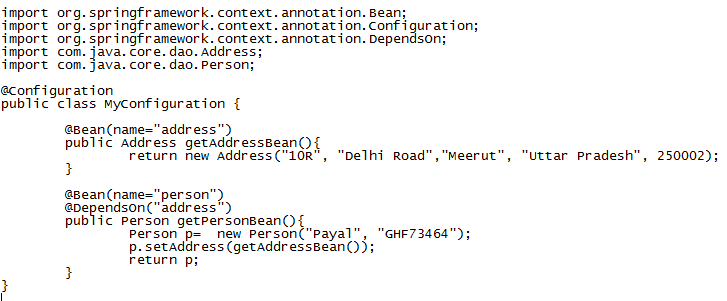 import org.springframework.context.annotation.Bean;
import org.springframework.context.annotation.Configuration;
import org.springframework.context.annotation.DependsOn;
import com.java.core.dao.Address;
import com.java.core.dao.Person;
@Configuration
public class MyConfiguration {
@Bean(name="address")
public Address getAddressBean(){
return new Address("10R", "Delhi Road","Meerut", "Uttar Pradesh", 250002);
}
@Bean(name="person")
@DependsOn("address")
public Person getPersonBean(){
Person p=  new Person("Payal", "GHF73464");
p.setAddress(getAddressBean());
return p;
}
}